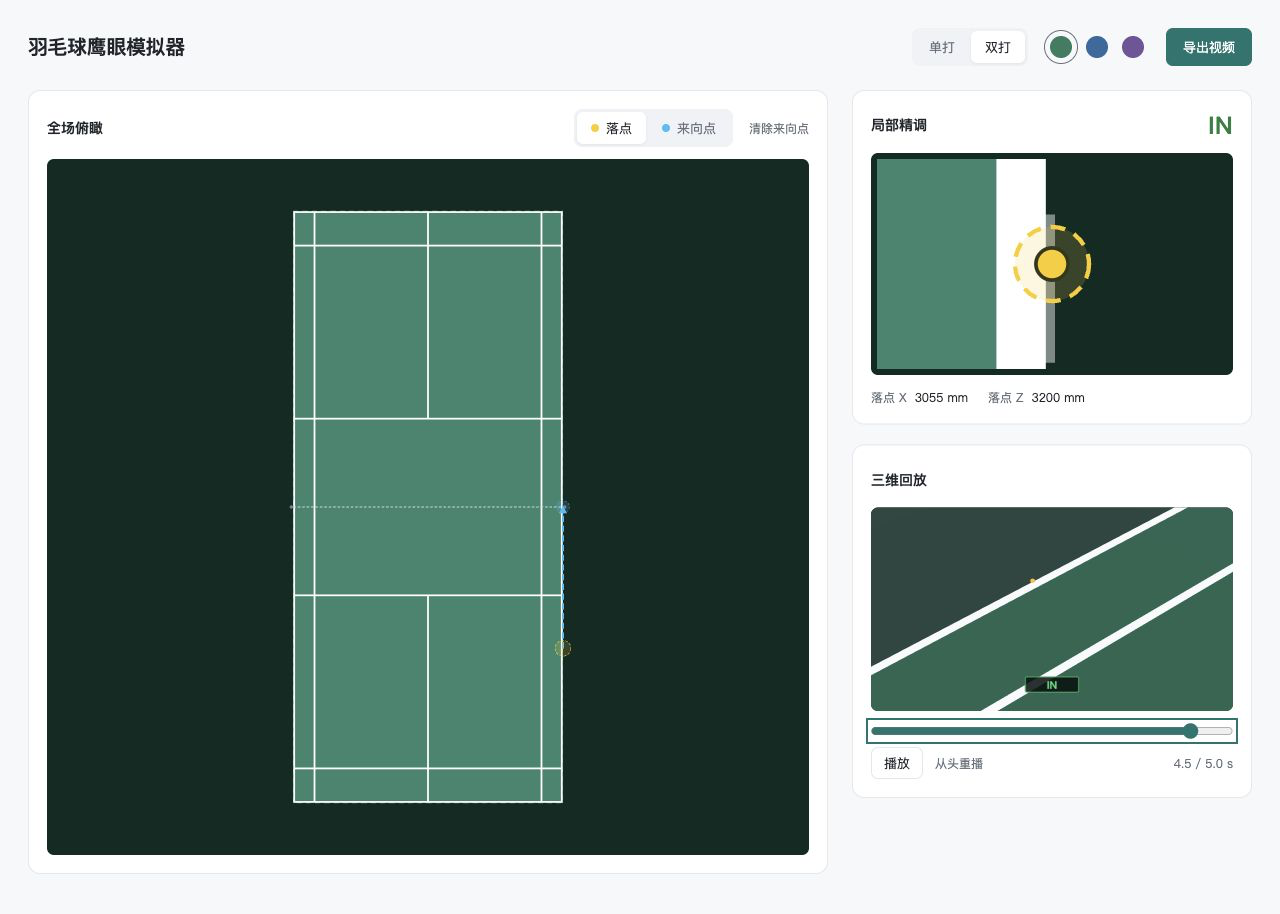 羽毛球鹰眼模拟器
单打 双打 导出视频
全场俯瞰 落点 来向点 清除来向点
局部精调 IN
落点 X 3055 mm 落点 Z 3200 mm
三维回放
IN
播放 从头重播 4.5 / 5.0 s